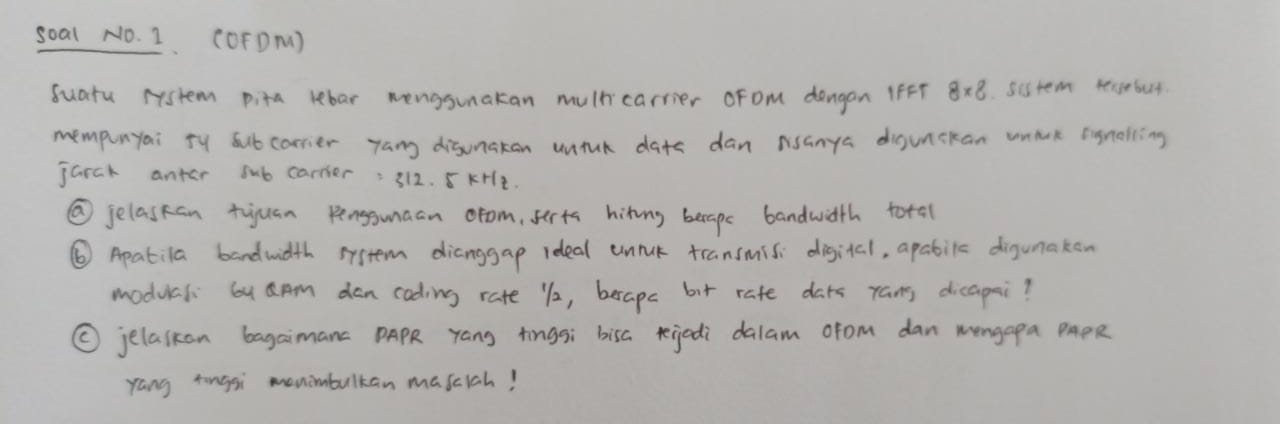 Soal No. 1. (OFDM)
Suatu system pita lebar menggunakan multicarrier OFDM dengan IFFT 8x8. sistem tersebut.
mempunyai 54 subcarrier yang digunakan untuk data dan sisanya digunakan untuk signalling
jarak antar sub carrier = 312.5 kHz.
(a) jelaskan tujuan Penggunaan OFDM, serta hitung berapa bandwidth total
(b) Apabila bandwidth system dianggap ideal untuk transmisi digital, apabila digunakan
modulasi 64 QAM dan coding rate 1/2, berapa bit rate data yang dicapai?
(c) jelaskan bagaimana PAPR yang tinggi bisa terjadi dalam OFDM dan mengapa PAPR
yang tinggi menimbulkan masalah!